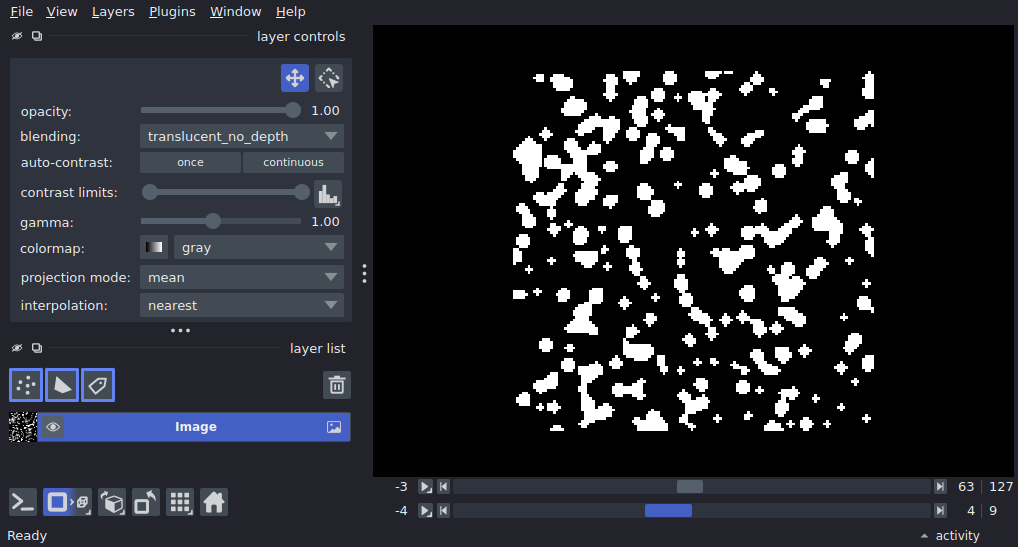 File View Layers Plugins Window Help
layer controls
opacity: 1.00
blending: translucent_no_depth
auto-contrast: once continuous
contrast limits:
gamma: 1.00
colormap: gray
projection mode: mean
interpolation: nearest
layer list
Image
-3 63 127
-4 4 9
Ready activity